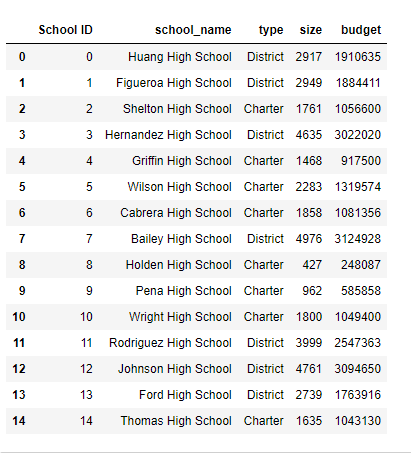 School ID school_name type size budget
0 0 Huang High School District 2917 1910635
1 1 Figueroa High School District 2949 1884411
2 2 Shelton High School Charter 1761 1056600
3 3 Hernandez High School District 4635 3022020
4 4 Griffin High School Charter 1468 917500
5 5 Wilson High School Charter 2283 1319574
6 6 Cabrera High School Charter 1858 1081356
7 7 Bailey High School District 4976 3124928
8 8 Holden High School Charter 427 248087
9 9 Pena High School Charter 962 585858
10 10 Wright High School Charter 1800 1049400
11 11 Rodriguez High School District 3999 2547363
12 12 Johnson High School District 4761 3094650
13 13 Ford High School District 2739 1763916
14 14 Thomas High School Charter 1635 1043130